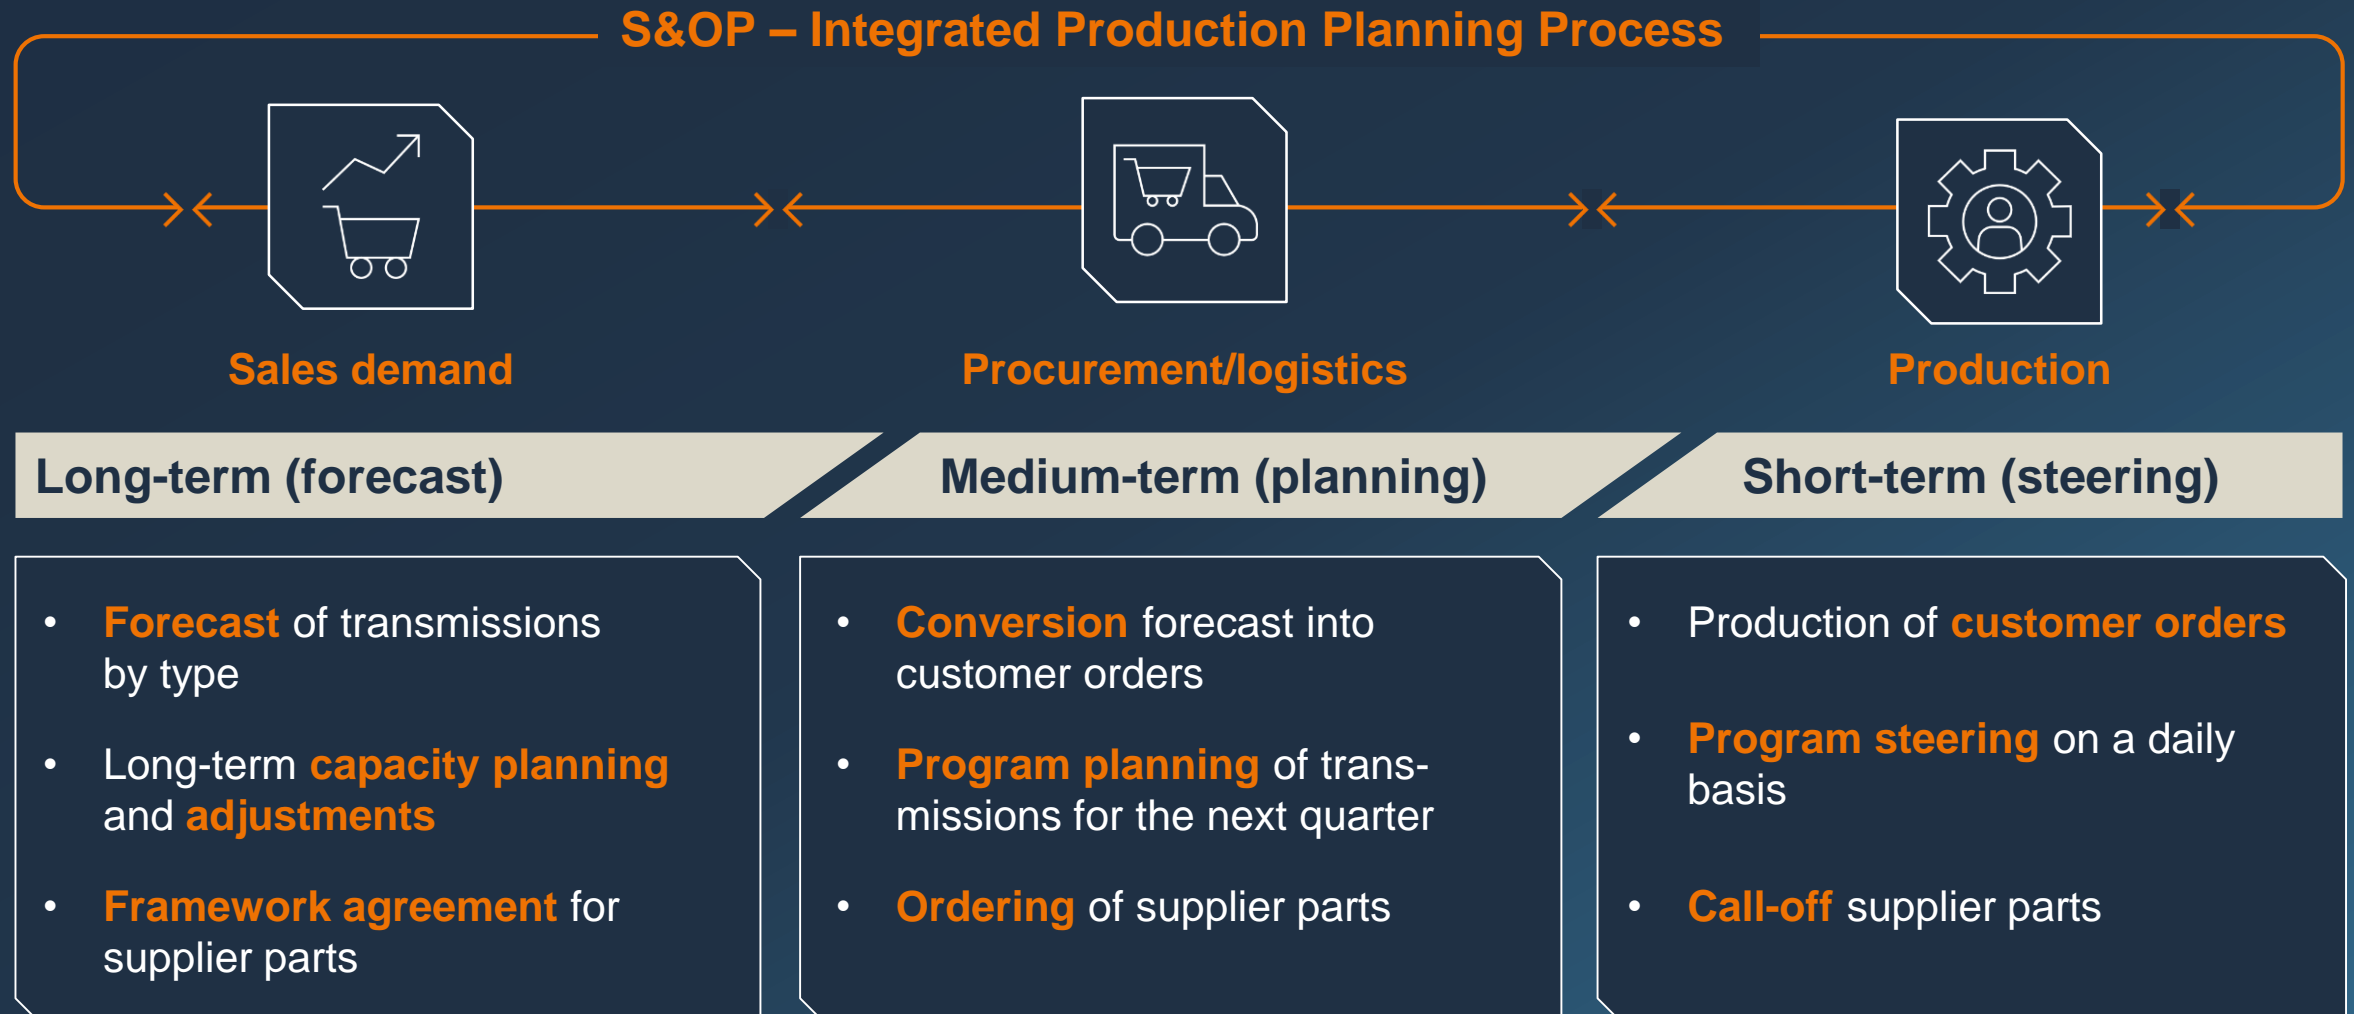 S&OP – Integrated Production Planning Process
Sales demand
Procurement/logistics
Production
Long-term (forecast)
Medium-term (planning)
Short-term (steering)
• Forecast of transmissions
by type
• Long-term capacity planning
and adjustments
• Framework agreement for
supplier parts
• Conversion forecast into
customer orders
• Program planning of trans-
missions for the next quarter
• Ordering of supplier parts
• Production of customer orders
• Program steering on a daily
basis
• Call-off supplier parts